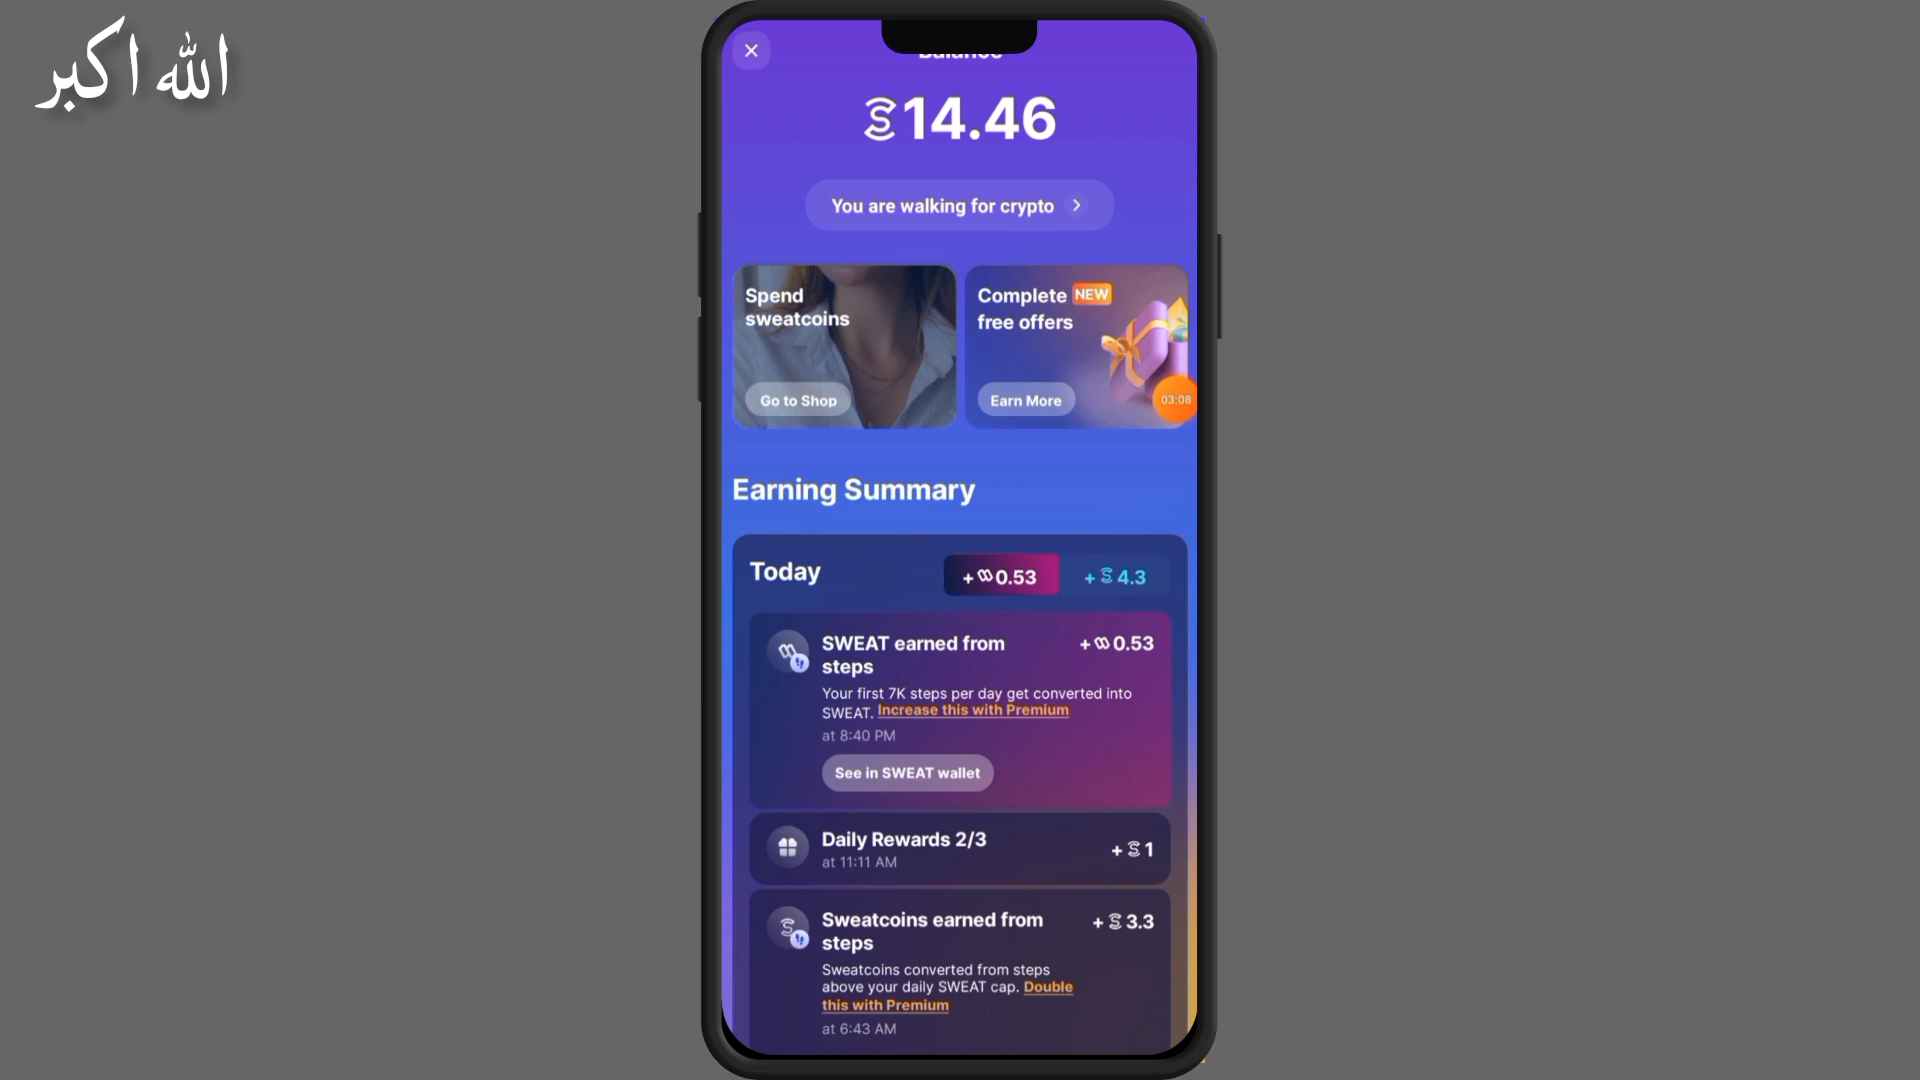 الله اكبر
Balance
14.46
You are walking for crypto
Spend
sweatcoins
Go to Shop
Complete NEW
free offers
Earn More
03:08
Earning Summary
Today
+ 0.53
+ 4.3
SWEAT earned from
steps
+ 0.53
Your first 7K steps per day get converted into
SWEAT. Increase this with Premium
at 8:40 PM
See in SWEAT wallet
Daily Rewards 2/3
at 11:11 AM
+ 1
Sweatcoins earned from
steps
+ 3.3
Sweatcoins converted from steps
above your daily SWEAT cap. Double
this with Premium
at 6:43 AM